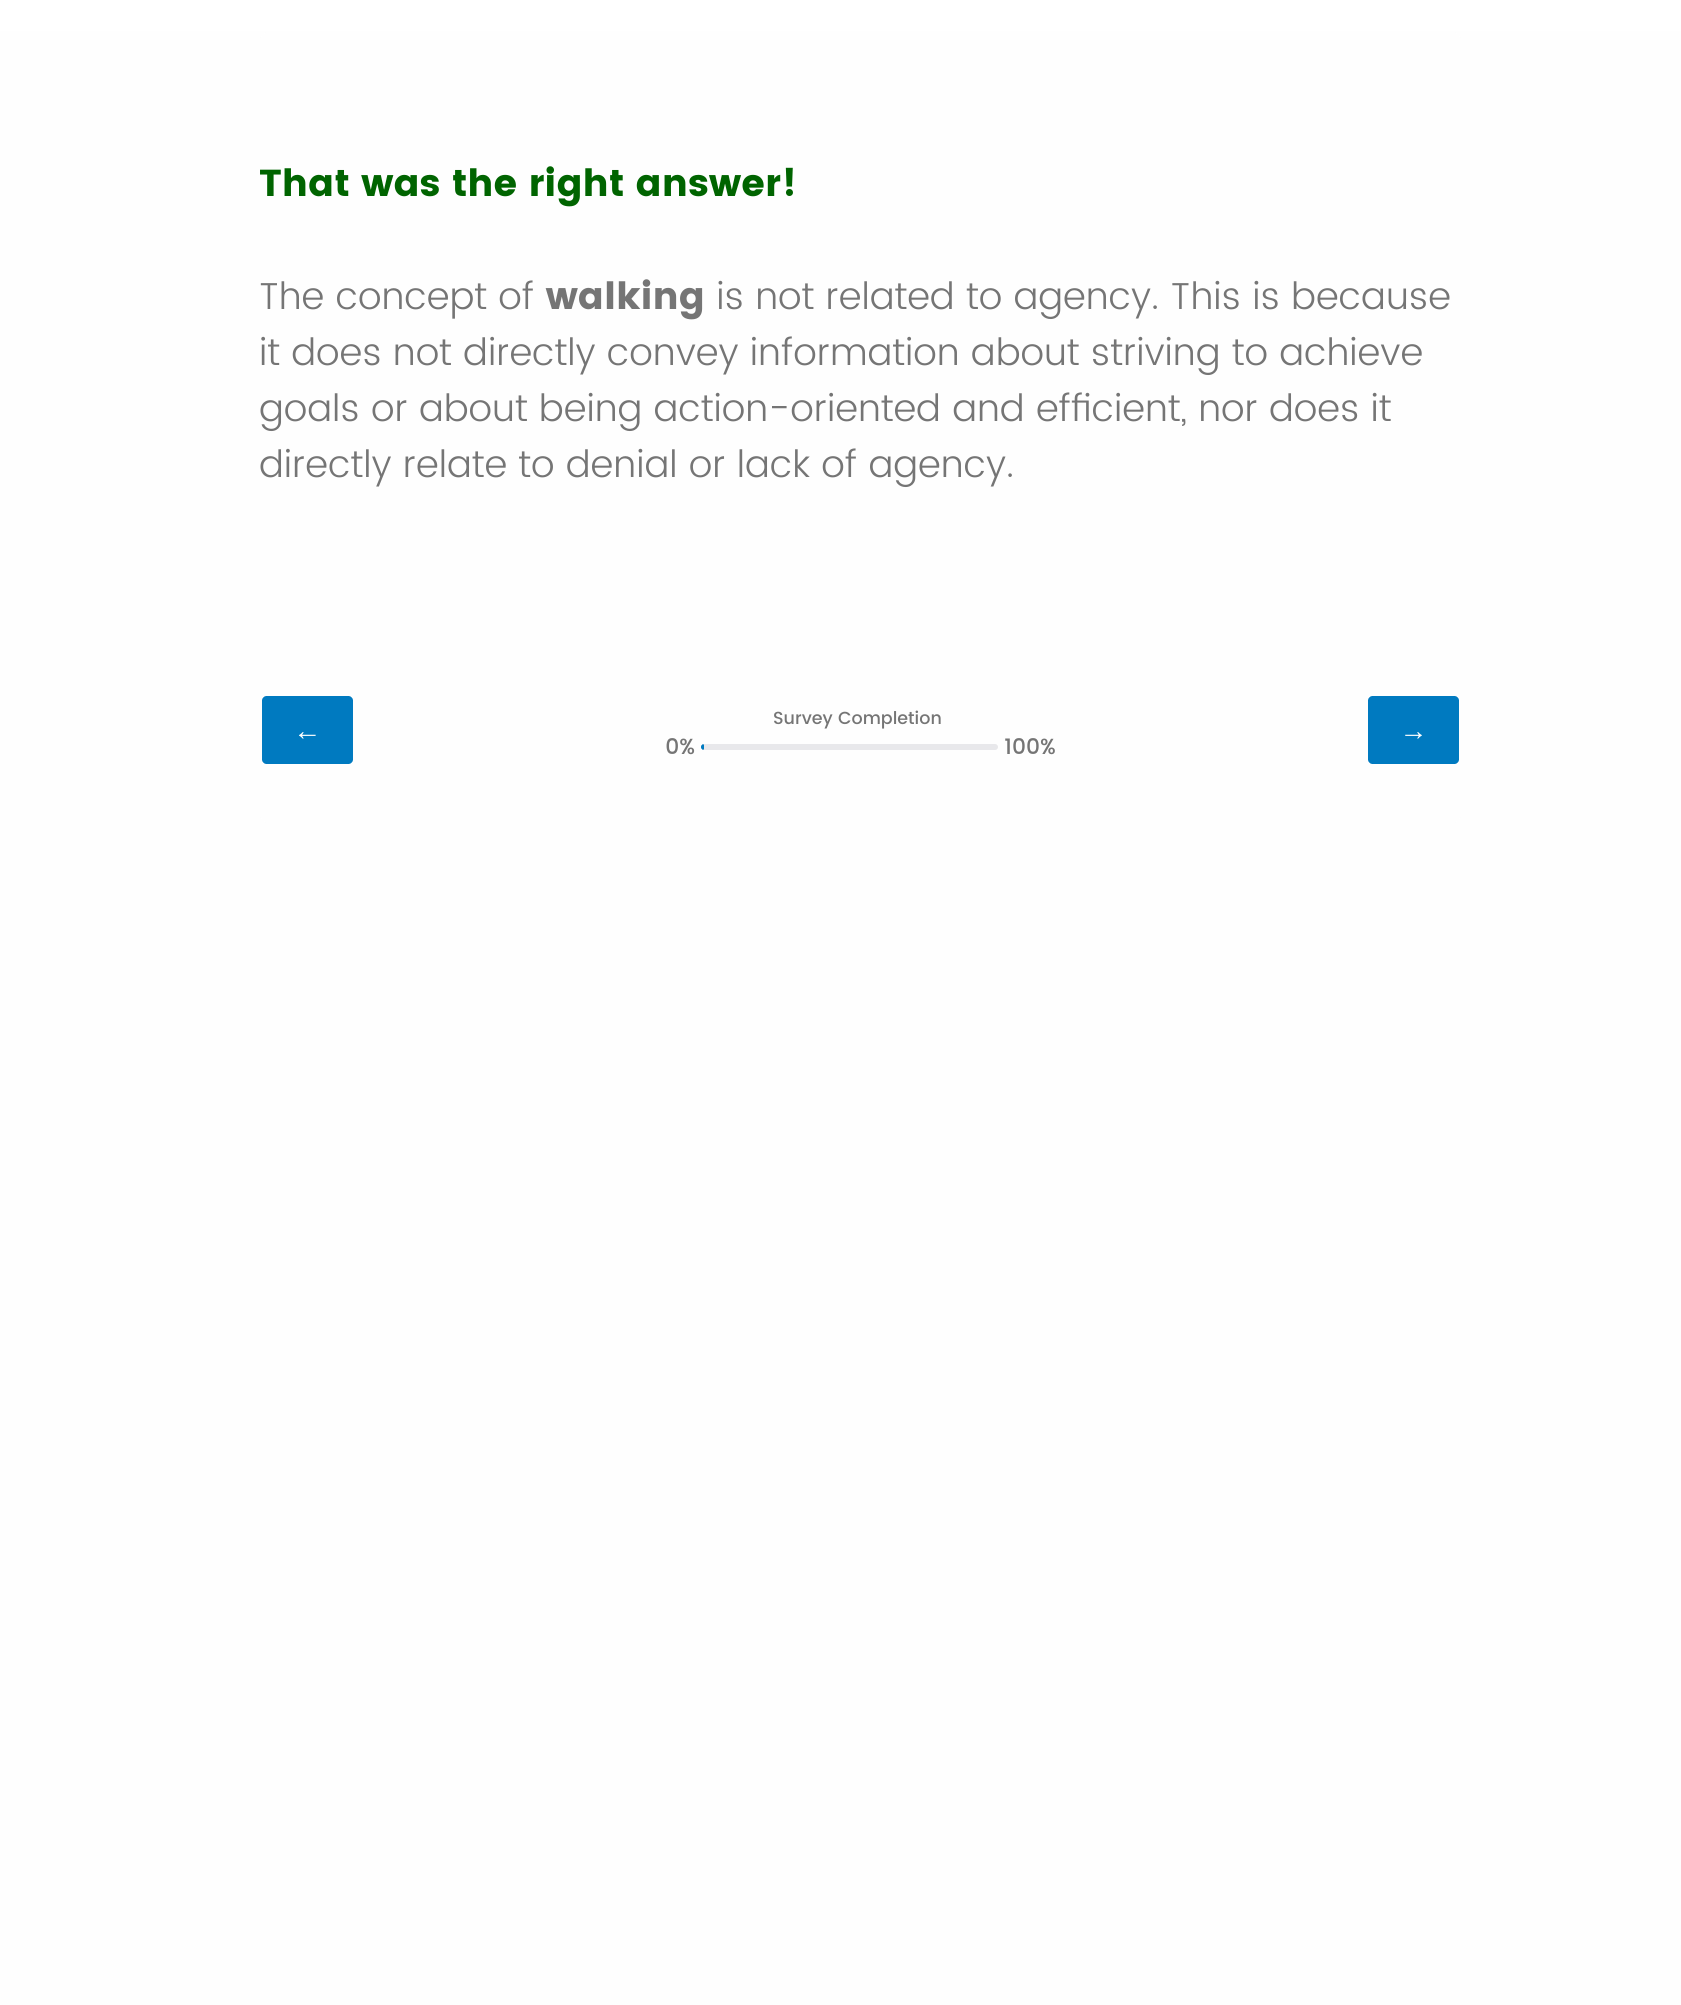 That was the right answer!
The concept of walking is not related to agency. This is because
it does not directly convey information about striving to achieve
goals or about being action-oriented and efficient, nor does it
directly relate to denial or lack of agency.
←
Survey Completion
0% 100%
→